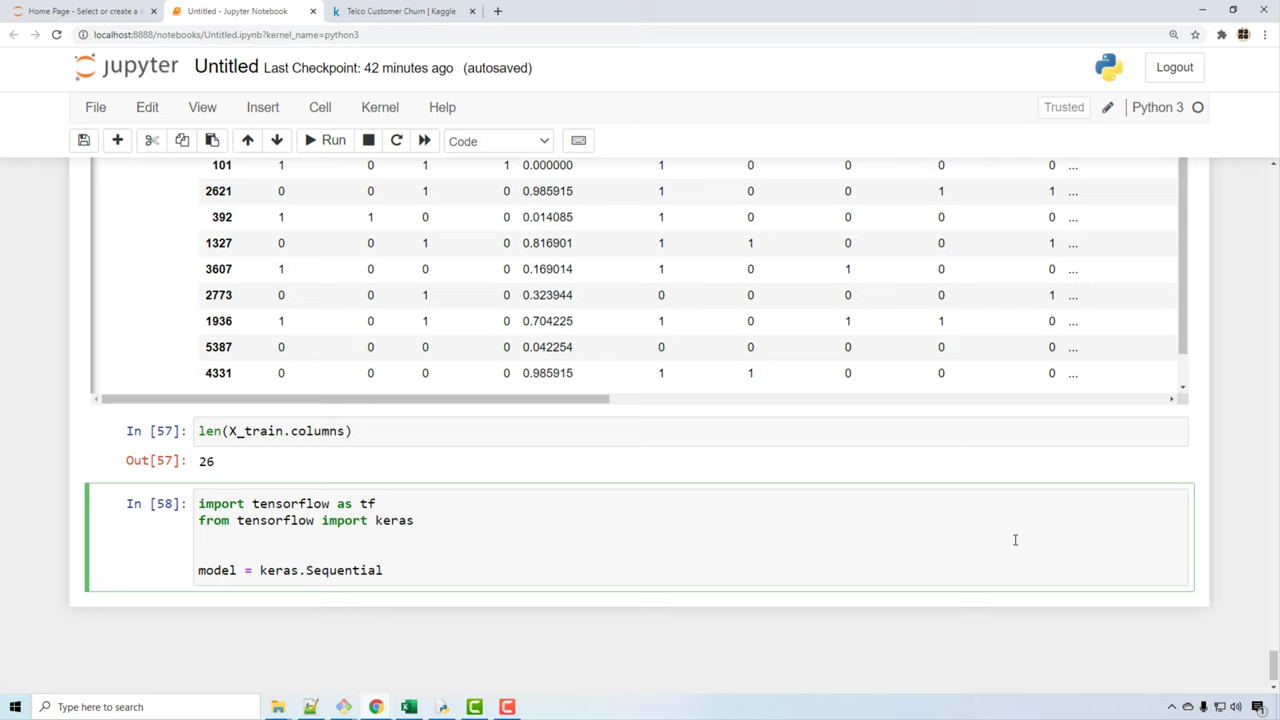 Home Page - Select or create a n
Untitled - Jupyter Notebook
Telco Customer Churn | Kaggle
localhost:8888/notebooks/Untitled.ipynb?kernel_name=python3
jupyter Untitled Last Checkpoint: 42 minutes ago (autosaved)
Logout
File Edit View Insert Cell Kernel Help
Trusted Python 3
Run Code
101 1 0 1 1 0.000000 1 0 0 0 0 ...
2621 0 0 1 0 0.985915 1 0 0 1 1 ...
392 1 1 0 0 0.014085 1 0 0 0 0 ...
1327 0 0 1 0 0.816901 1 1 0 0 1 ...
3607 1 0 0 0 0.169014 1 0 1 0 0 ...
2773 0 0 1 0 0.323944 0 0 0 0 1 ...
1936 1 0 1 0 0.704225 1 0 1 1 0 ...
5387 0 0 0 0 0.042254 0 0 0 0 0 ...
4331 0 0 0 0 0.985915 1 1 0 0 0 ...
In [57]: len(X_train.columns)
Out[57]: 26
In [58]: import tensorflow as tf
from tensorflow import keras
model = keras.Sequential
Type here to search